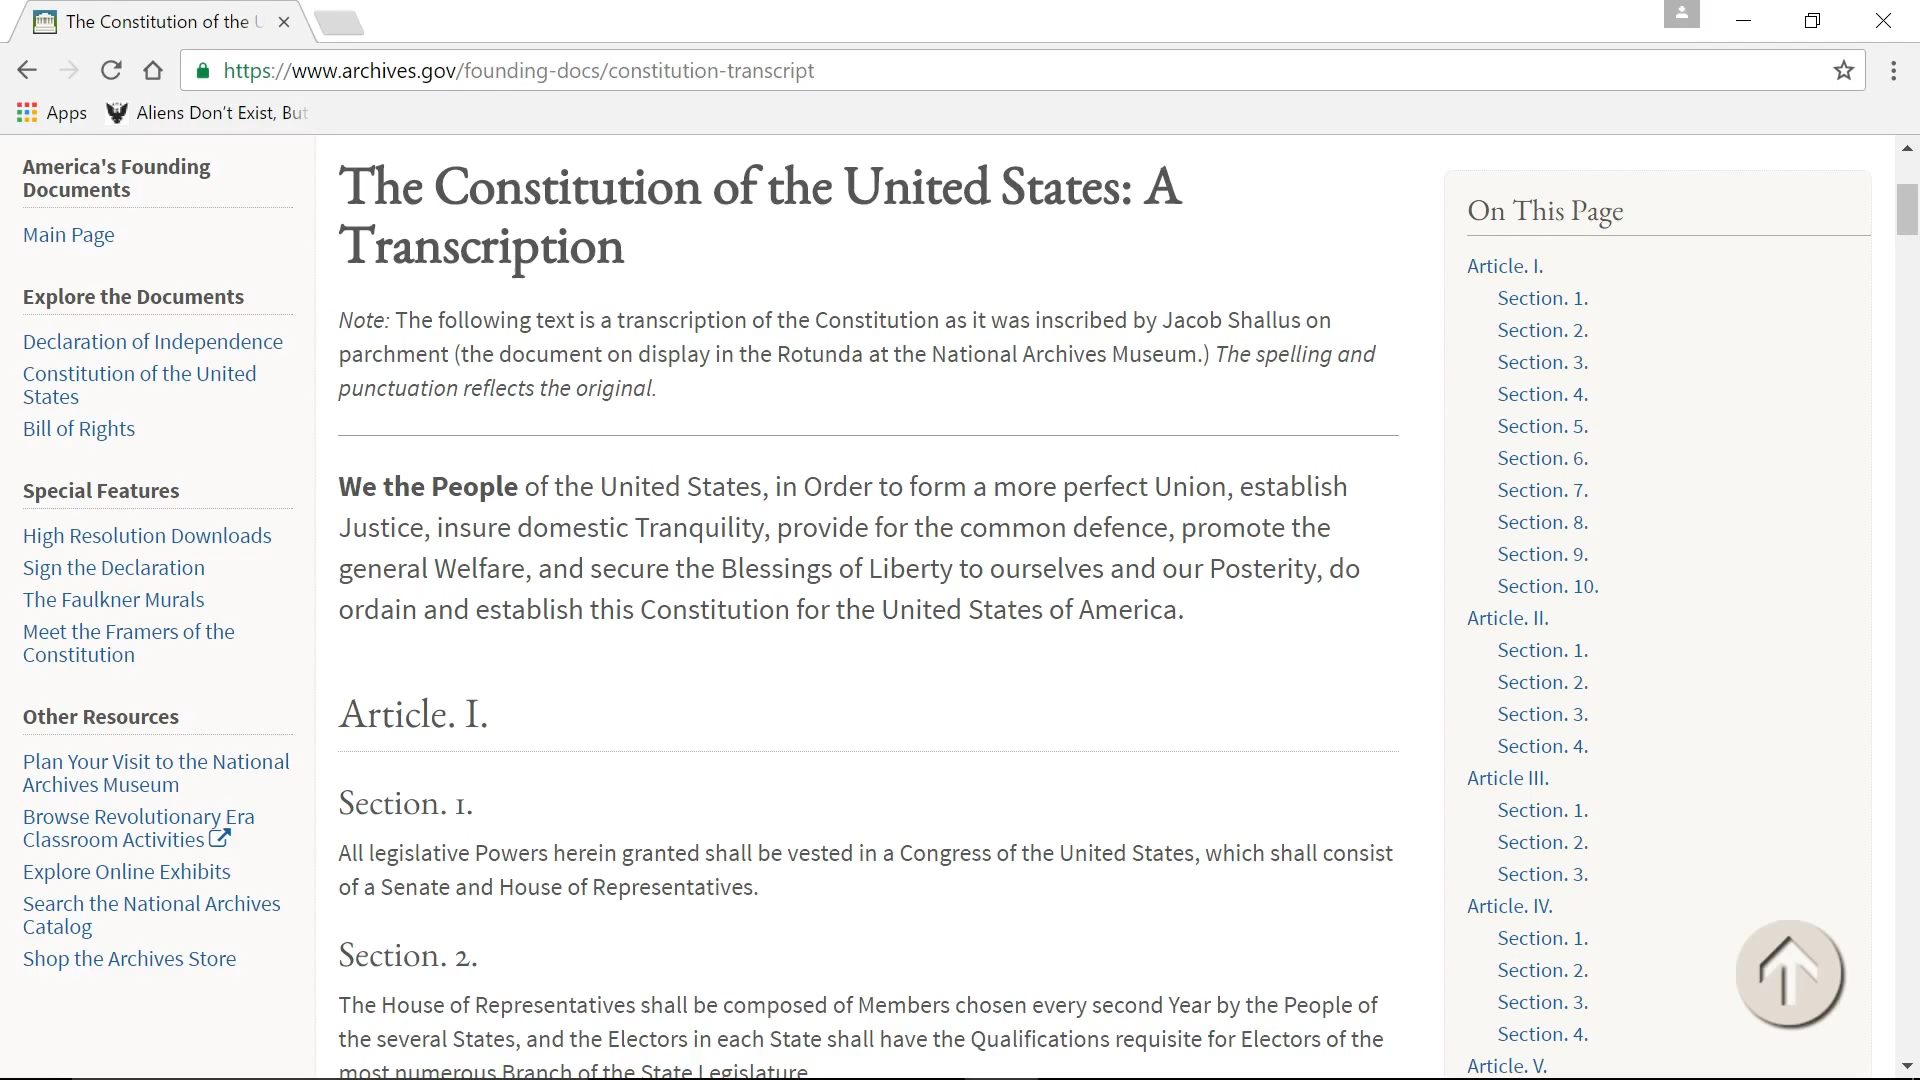 The Constitution of the U
https://www.archives.gov/founding-docs/constitution-transcript
Apps
Aliens Don't Exist, But
America's Founding
Documents
Main Page
Explore the Documents
Declaration of Independence
Constitution of the United
States
Bill of Rights
Special Features
High Resolution Downloads
Sign the Declaration
The Faulkner Murals
Meet the Framers of the
Constitution
Other Resources
Plan Your Visit to the National
Archives Museum
Browse Revolutionary Era
Classroom Activities
Explore Online Exhibits
Search the National Archives
Catalog
Shop the Archives Store
The Constitution of the United States: A
Transcription
Note: The following text is a transcription of the Constitution as it was inscribed by Jacob Shallus on
parchment (the document on display in the Rotunda at the National Archives Museum.) The spelling and
punctuation reflects the original.
We the People of the United States, in Order to form a more perfect Union, establish
Justice, insure domestic Tranquility, provide for the common defence, promote the
general Welfare, and secure the Blessings of Liberty to ourselves and our Posterity, do
ordain and establish this Constitution for the United States of America.
Article. I.
Section. 1.
All legislative Powers herein granted shall be vested in a Congress of the United States, which shall consist
of a Senate and House of Representatives.
Section. 2.
The House of Representatives shall be composed of Members chosen every second Year by the People of
the several States, and the Electors in each State shall have the Qualifications requisite for Electors of the
most numerous Branch of the State Legislature
On This Page
Article. I.
Section. 1.
Section. 2.
Section. 3.
Section. 4.
Section. 5.
Section. 6.
Section. 7.
Section. 8.
Section. 9.
Section. 10.
Article. II.
Section. 1.
Section. 2.
Section. 3.
Section. 4.
Article III.
Section. 1.
Section. 2.
Section. 3.
Article. IV.
Section. 1.
Section. 2.
Section. 3.
Section. 4.
Article. V.